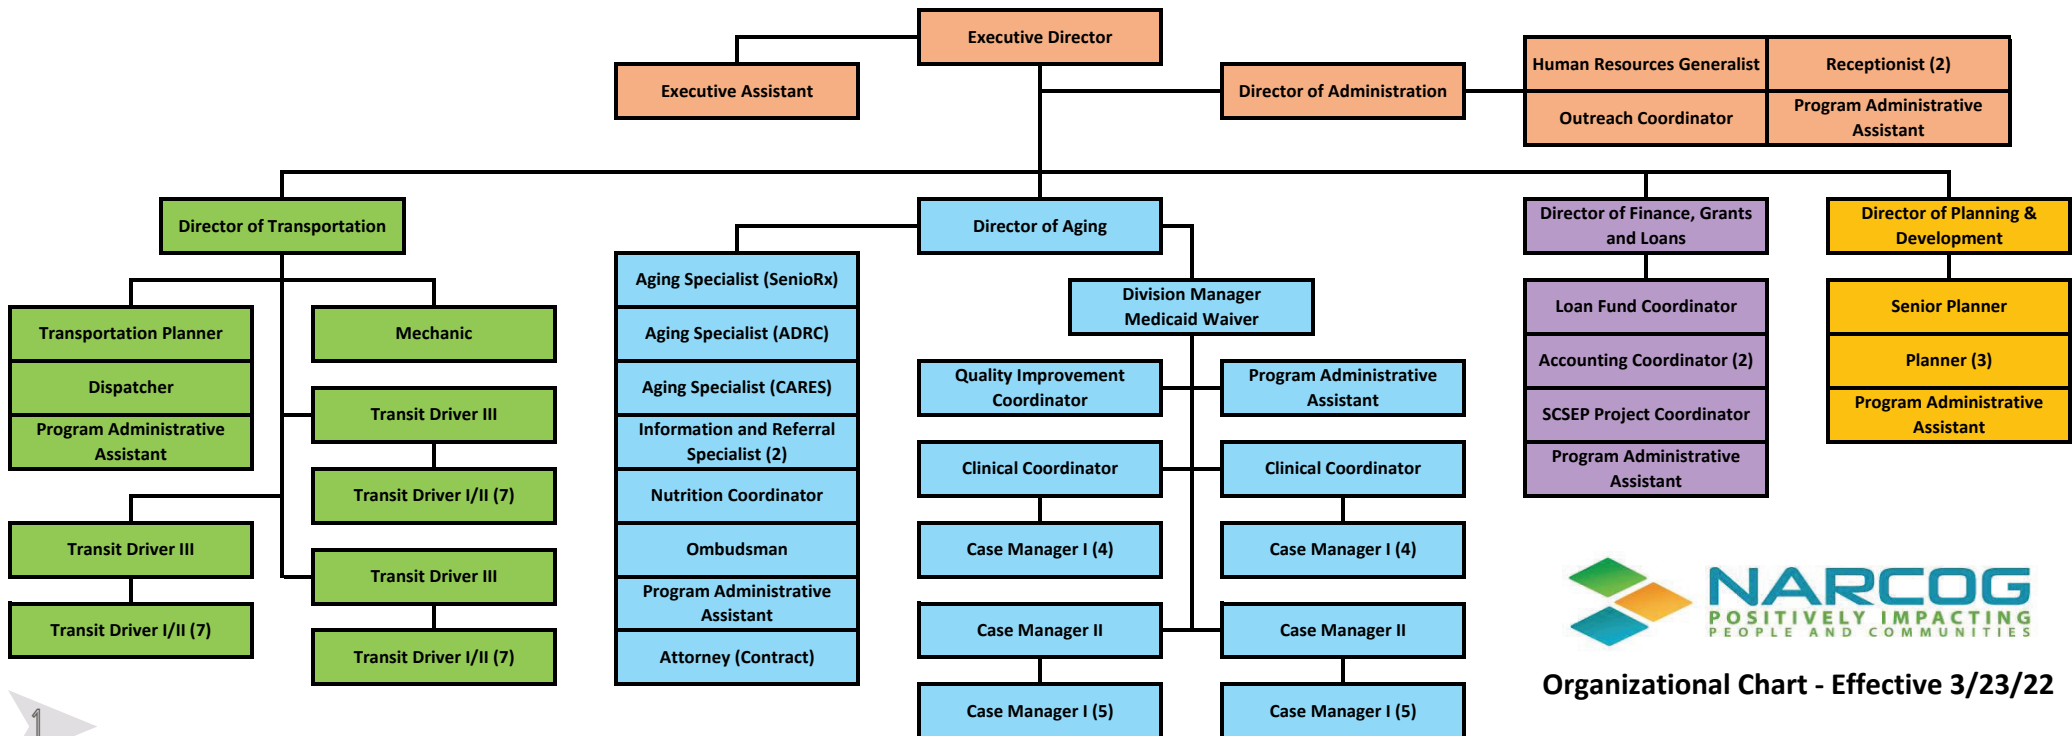 Executive Director
Executive Assistant
Director of Administration
Human Resources Generalist
Receptionist (2)
Outreach Coordinator
Program Administrative
Assistant
Director of Transportation
Transportation Planner
Dispatcher
Program Administrative
Assistant
Mechanic
Transit Driver III
Transit Driver I/II (7)
Transit Driver III
Transit Driver I/II (7)
Transit Driver III
Transit Driver I/II (7)
Director of Aging
Aging Specialist (SenioRx)
Aging Specialist (ADRC)
Aging Specialist (CARES)
Information and Referral
Specialist (2)
Nutrition Coordinator
Ombudsman
Program Administrative
Assistant
Attorney (Contract)
Division Manager
Medicaid Waiver
Quality Improvement
Coordinator
Program Administrative
Assistant
Clinical Coordinator
Clinical Coordinator
Case Manager I (4)
Case Manager I (4)
Case Manager II
Case Manager II
Case Manager I (5)
Case Manager I (5)
Director of Finance, Grants
and Loans
Loan Fund Coordinator
Accounting Coordinator (2)
SCSEP Project Coordinator
Program Administrative
Assistant
Director of Planning &
Development
Senior Planner
Planner (3)
Program Administrative
Assistant
NARCOG
POSITIVELY IMPACTING
PEOPLE AND COMMUNITIES
Organizational Chart - Effective 3/23/22
1